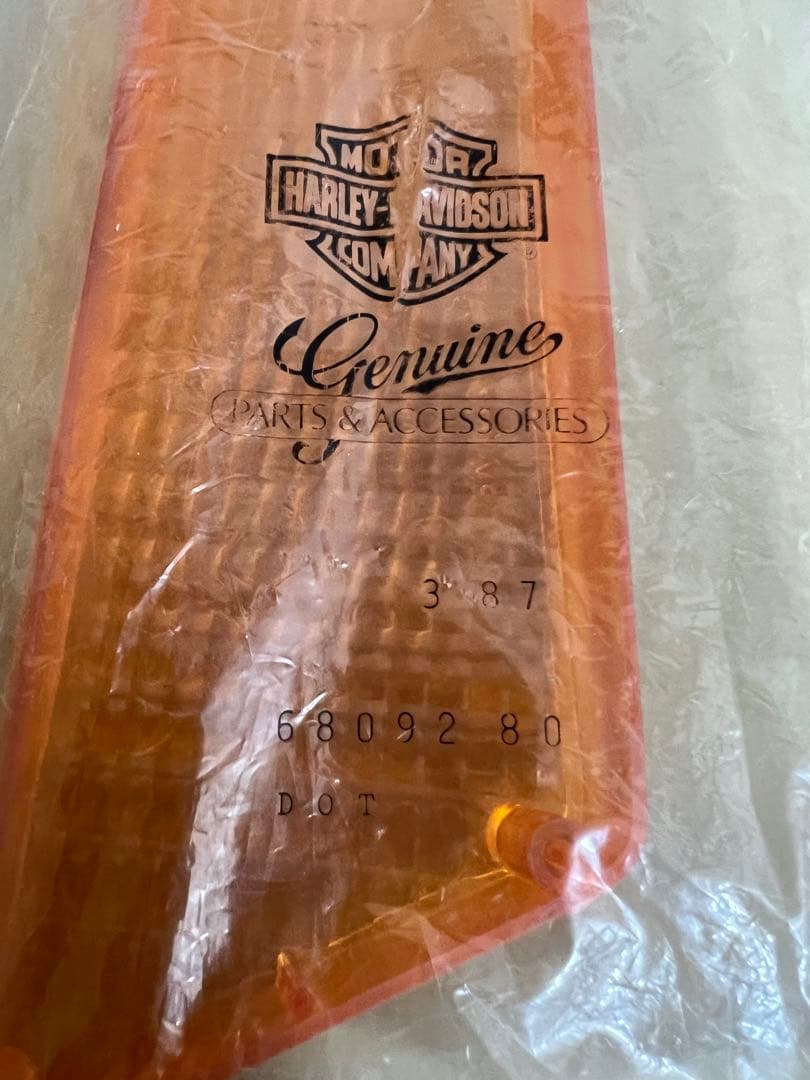 MOTOR
HARLEY-DAVIDSON
COMPANY
®
Genuine
PARTS & ACCESSORIES
3 87
68092 80
DOT